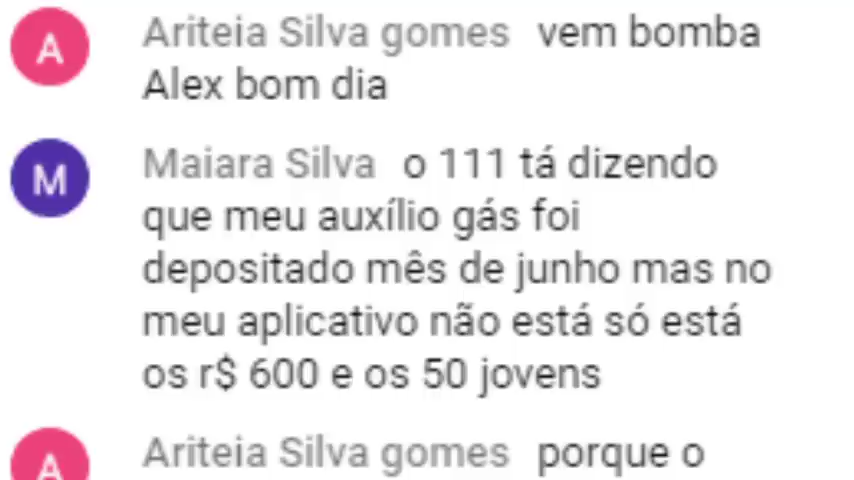 A Ariteia Silva gomes vem bomba
Alex bom dia
M Maiara Silva o 111 tá dizendo
que meu auxílio gás foi
depositado mês de junho mas no
meu aplicativo não está só está
os r$ 600 e os 50 jovens
A Ariteia Silva gomes porque o